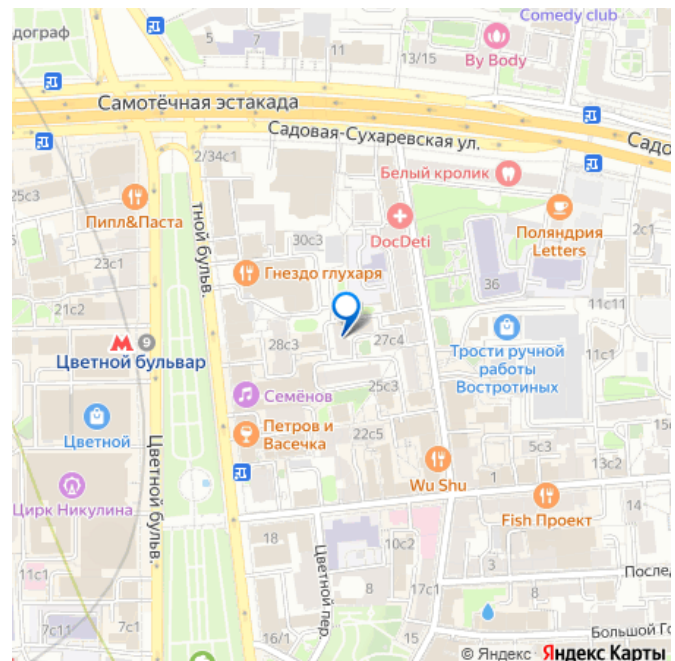 Comedy club
дограф
5
7
11
13/15
By Body
Самотёчная эстакада
Садовая-Сухаревская ул.
Садо
2/34с1
25с3
Белый кролик
Пипл&Паста
тной бульв.
DocDeti
Поляндрия
Letters
2с1
30с3
23с1
Гнездо глухаря
36
21с2
11с11
9
Цветной бульвар
28с3
27с4
Трости ручной
работы
Востротиных
11с1
25с3
Семёнов
Цветной
Петров и
Васечка
22с5
Цветной бульв.
5с3
15
13с2
Wu Shu
1
Цирк Никулина
Fish Проект
14
18
Цветной пер.
10с2
11с1
8
17с1
8
Послед
7с11
7с1
16/1
15
Большой Го
© Яндекс Яндекс Карты